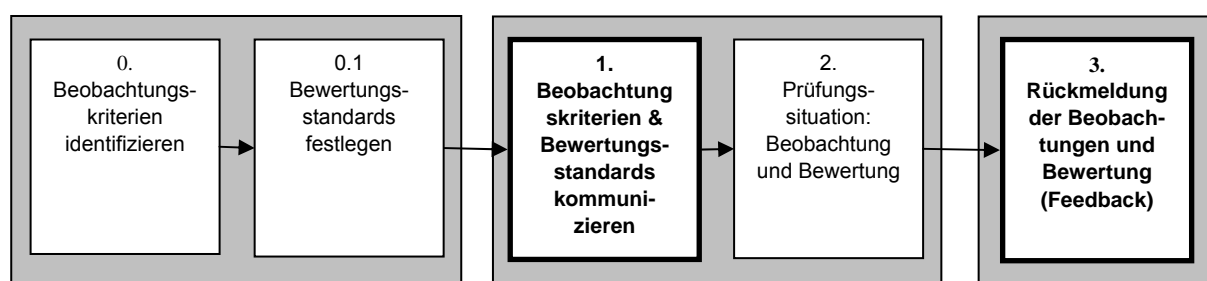 0.
Beobachtungs-
kriterien
identifizieren
0.1
Bewertungs-
standards
festlegen
1.
Beobachtung
skriterien &
Bewertungs-
standards
kommuni-
zieren
2.
Prüfungs-
situation:
Beobachtung
und Bewertung
3.
Rückmeldung
der Beobach-
tungen und
Bewertung
(Feedback)